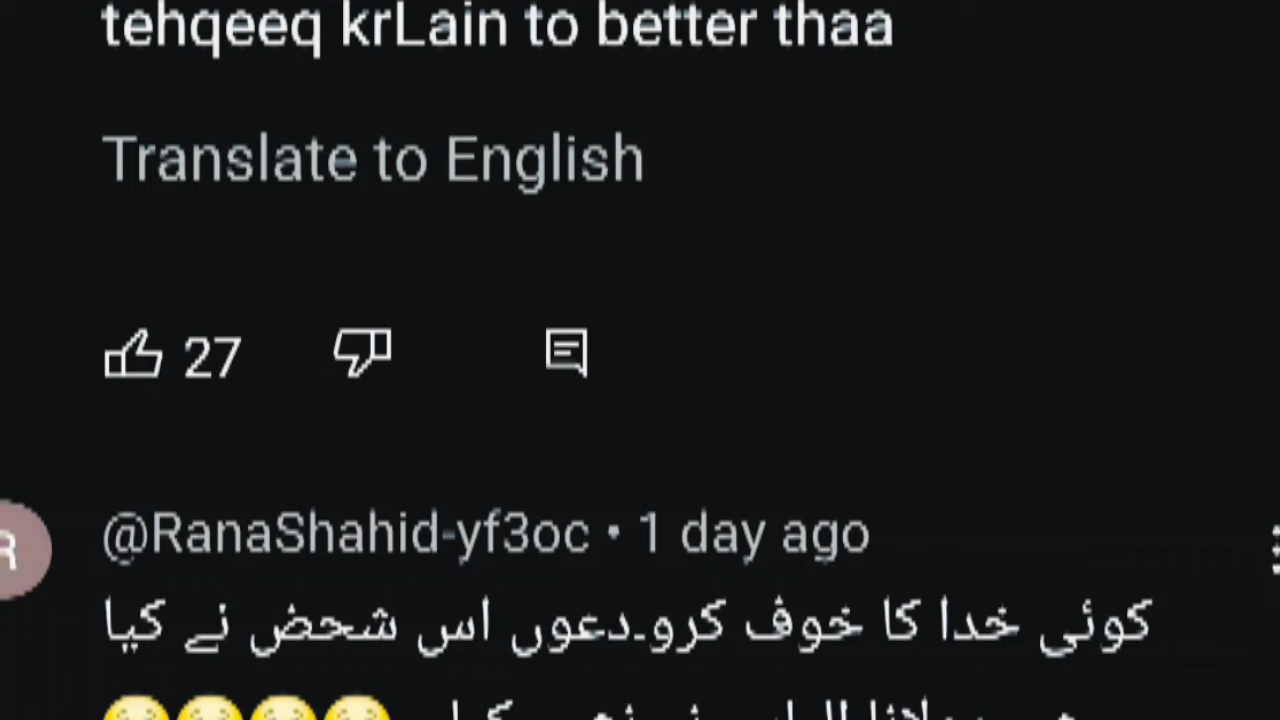 tehqeeq krLain to better thaa
Translate to English
27
R
@RanaShahid-yf3oc • 1 day ago
کوئی خدا کا خوف کرو۔دعوں اس شحض نے کیا